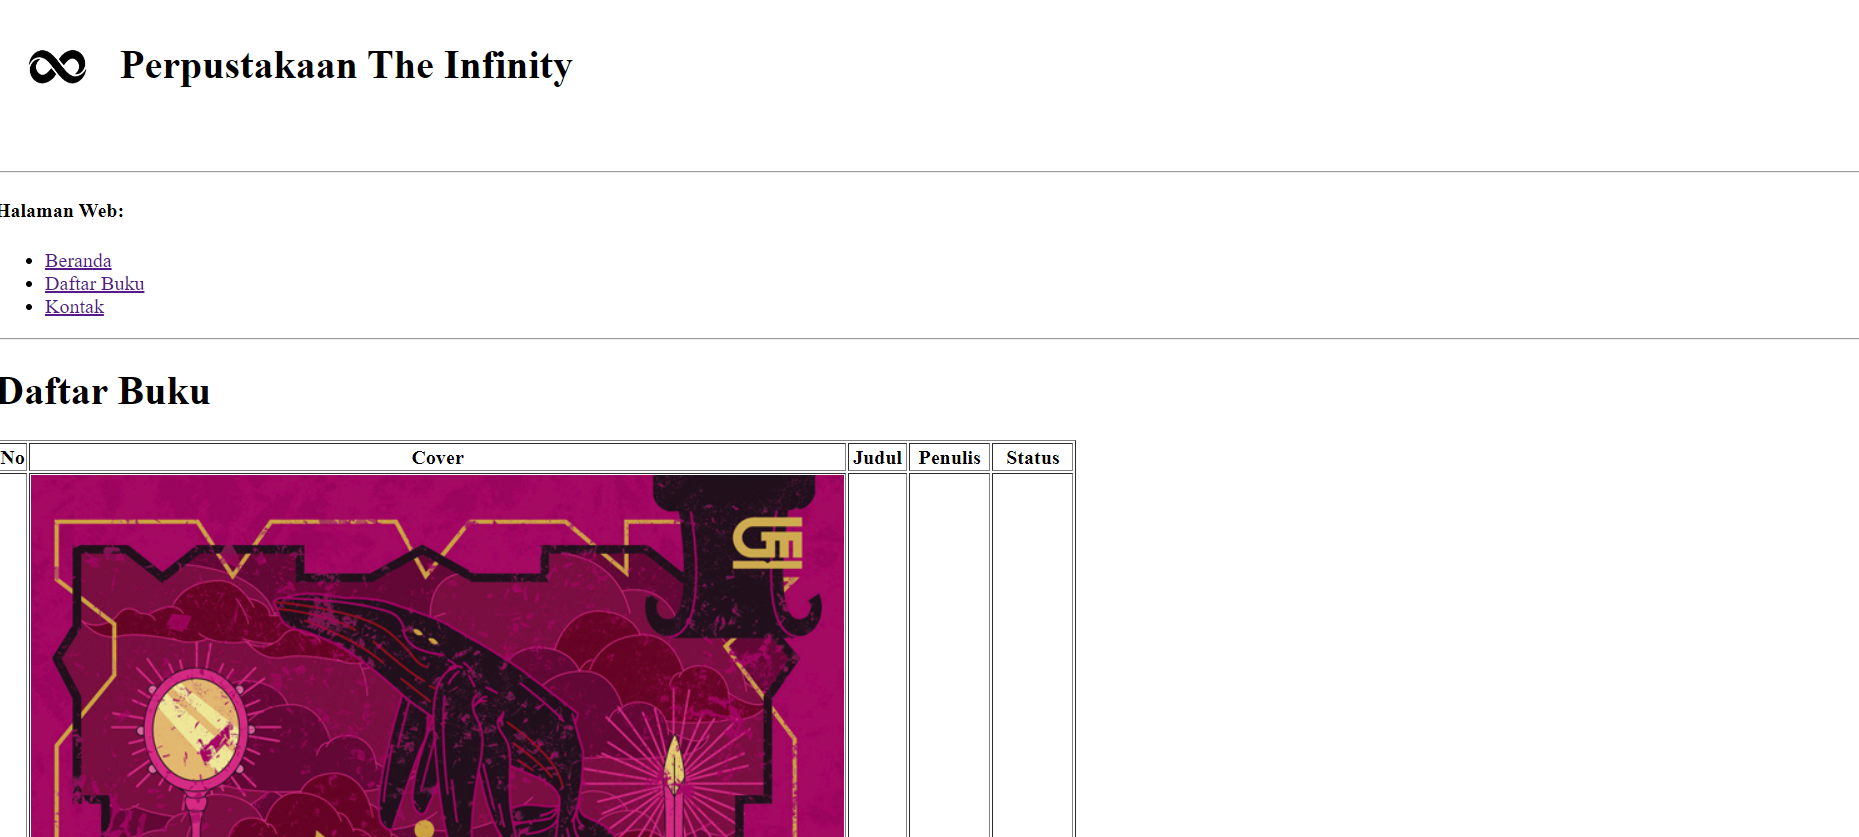 Perpustakaan The Infinity
Halaman Web:
Beranda
Daftar Buku
Kontak
Daftar Buku
No Cover Judul Penulis Status